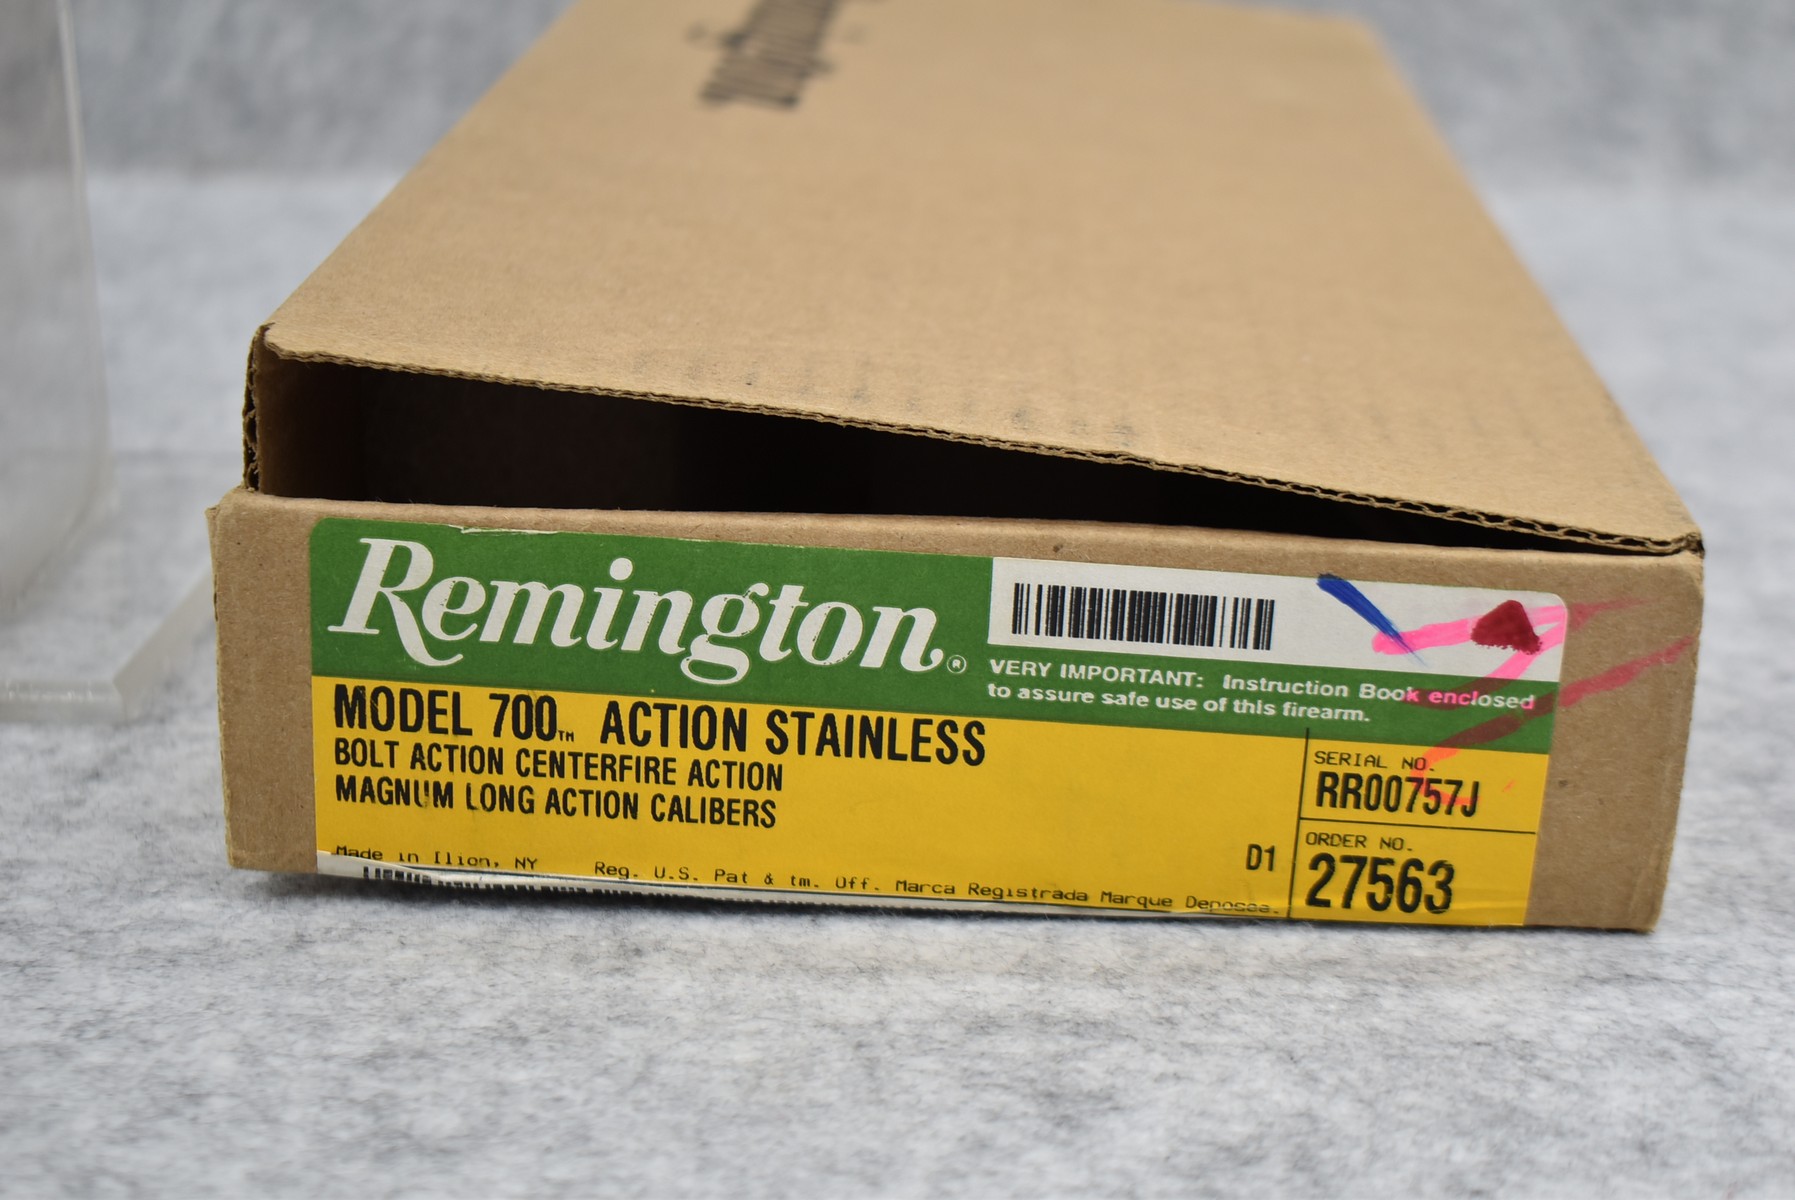 Remington®
VERY IMPORTANT: Instruction Book enclosed
to assure safe use of this firearm.
MODEL 700™ ACTION STAINLESS
BOLT ACTION CENTERFIRE ACTION
MAGNUM LONG ACTION CALIBERS
SERIAL NO.
RR00757J
D1
ORDER NO.
27563
Made in Ilion, NY Reg. U.S. Pat & tm. Off. Marca Registrada Marque Deposea.